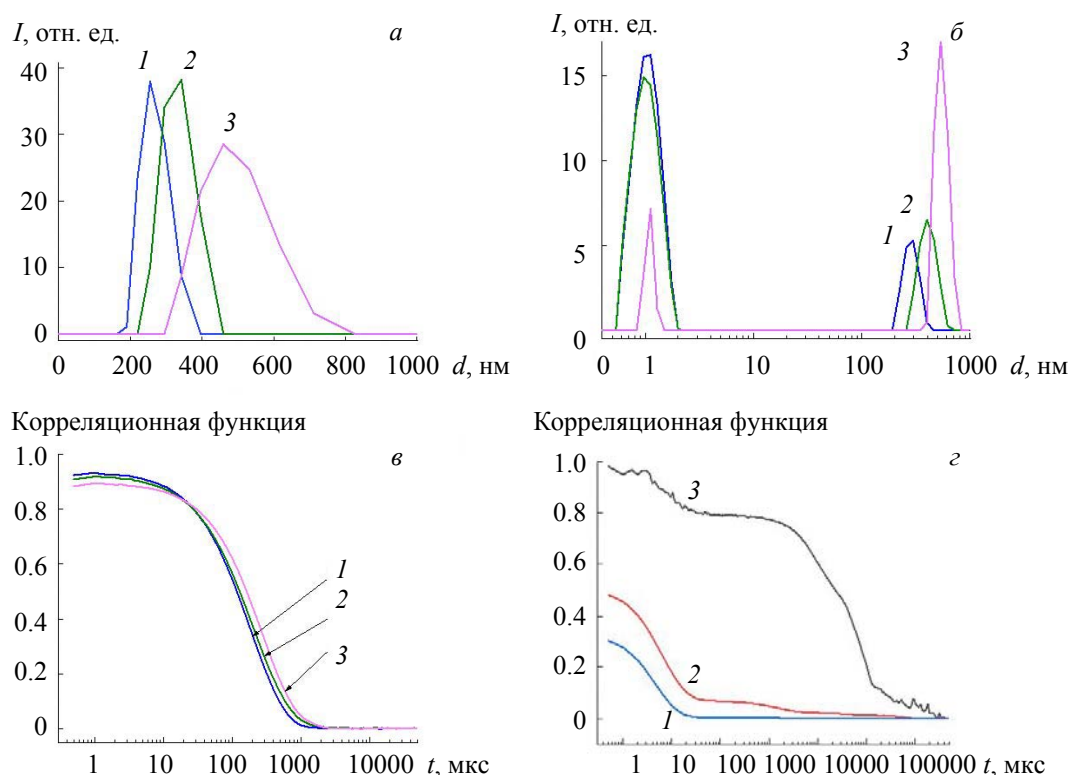 I, отн. ед.
а
1 2
3
40
30
20
10
0
0 200 400 600 800 1000 d, нм
I, отн. ед.
б
3
15
10
5
0
2
1
0 1 10 100 1000 d, нм
Корреляционная функция
в
1.0
0.8
0.6
0.4
0.2
0
1
2
3
1 10 100 1000 10000 t, мкс
Корреляционная функция
г
1.0
0.8
0.6
0.4
0.2
0
3
2
1
1 10 100 1000 10000 100000 t, мкс